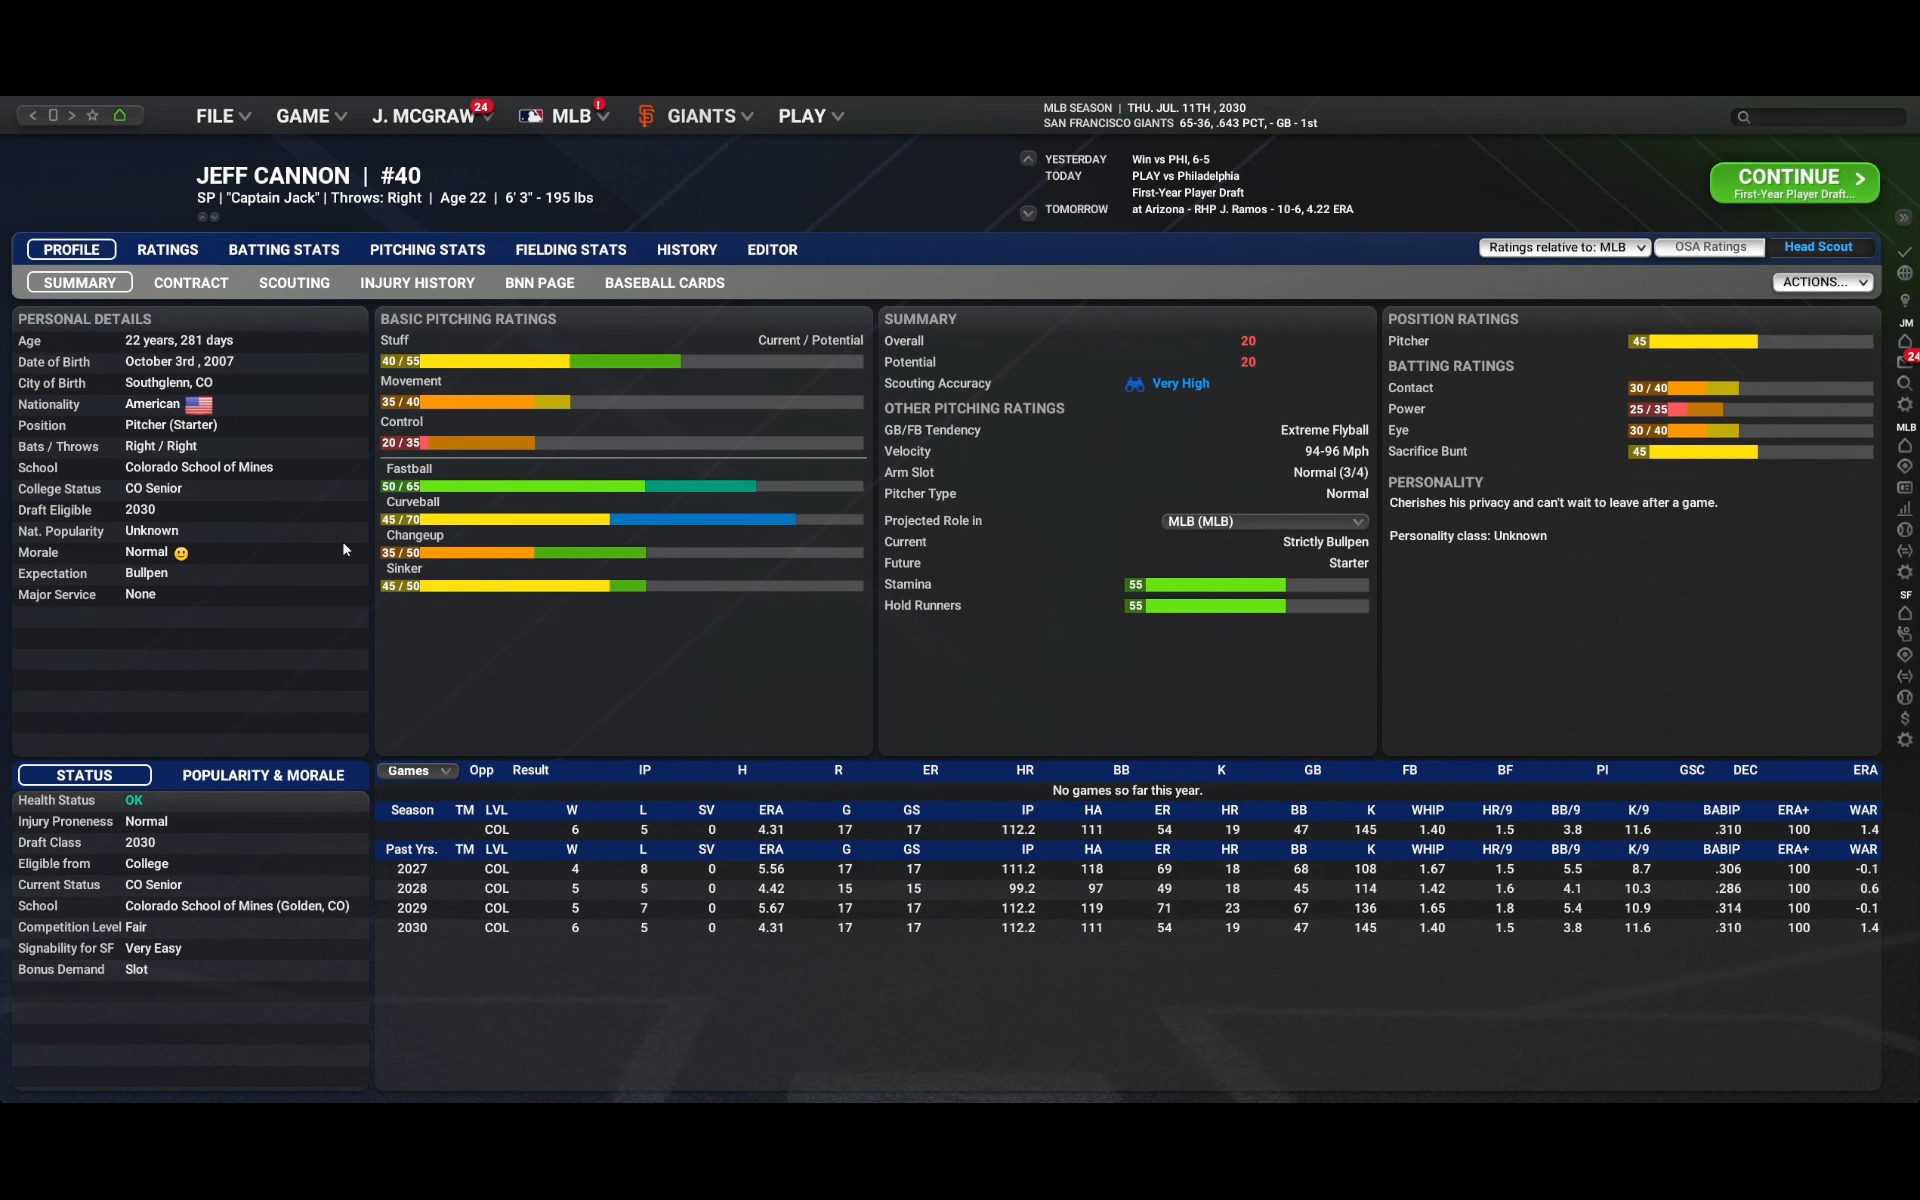 FILE GAME J. MCGRAW 24 MLB ! GIANTS PLAY
MLB SEASON | THU. JUL. 11TH , 2030
SAN FRANCISCO GIANTS 65-36, .643 PCT, - GB - 1st
JEFF CANNON | #40
SP | "Captain Jack" | Throws: Right | Age 22 | 6' 3" - 195 lbs
YESTERDAY Win vs PHI, 6-5
TODAY PLAY vs Philadelphia
First-Year Player Draft
TOMORROW at Arizona - RHP J. Ramos - 10-6, 4.22 ERA
CONTINUE
First-Year Player Draft...
PROFILE RATINGS BATTING STATS PITCHING STATS FIELDING STATS HISTORY EDITOR
Ratings relative to: MLB OSA Ratings Head Scout
SUMMARY CONTRACT SCOUTING INJURY HISTORY BNN PAGE BASEBALL CARDS
ACTIONS...
PERSONAL DETAILS
Age 22 years, 281 days
Date of Birth October 3rd , 2007
City of Birth Southglenn, CO
Nationality American
Position Pitcher (Starter)
Bats / Throws Right / Right
School Colorado School of Mines
College Status CO Senior
Draft Eligible 2030
Nat. Popularity Unknown
Morale Normal
Expectation Bullpen
Major Service None
BASIC PITCHING RATINGS
Stuff Current / Potential
40 / 55
Movement
35 / 40
Control
20 / 35
Fastball
50 / 65
Curveball
45 / 70
Changeup
35 / 50
Sinker
45 / 50
SUMMARY
Overall 20
Potential 20
Scouting Accuracy Very High
OTHER PITCHING RATINGS
GB/FB Tendency Extreme Flyball
Velocity 94-96 Mph
Arm Slot Normal (3/4)
Pitcher Type Normal
Projected Role in MLB (MLB)
Current Strictly Bullpen
Future Starter
Stamina 55
Hold Runners 55
POSITION RATINGS
Pitcher 45
BATTING RATINGS
Contact 30 / 40
Power 25 / 35
Eye 30 / 40
Sacrifice Bunt 45
PERSONALITY
Cherishes his privacy and can't wait to leave after a game.
Personality class: Unknown
JM
24
MLB
SF
STATUS POPULARITY & MORALE
Health Status OK
Injury Proneness Normal
Draft Class 2030
Eligible from College
Current Status CO Senior
School Colorado School of Mines (Golden, CO)
Competition Level Fair
Signability for SF Very Easy
Bonus Demand Slot
Games Opp Result IP H R ER HR BB K GB FB BF PI GSC DEC ERA
No games so far this year.
Season TM LVL W L SV ERA G GS IP HA ER HR BB K WHIP HR/9 BB/9 K/9 BABIP ERA+ WAR
COL 6 5 0 4.31 17 17 112.2 111 54 19 47 145 1.40 1.5 3.8 11.6 .310 100 1.4
Past Yrs. TM LVL W L SV ERA G GS IP HA ER HR BB K WHIP HR/9 BB/9 K/9 BABIP ERA+ WAR
2027 COL 4 8 0 5.56 17 17 111.2 118 69 18 68 108 1.67 1.5 5.5 8.7 .306 100 -0.1
2028 COL 5 5 0 4.42 15 15 99.2 97 49 18 45 114 1.42 1.6 4.1 10.3 .286 100 0.6
2029 COL 5 7 0 5.67 17 17 112.2 119 71 23 67 136 1.65 1.8 5.4 10.9 .314 100 -0.1
2030 COL 6 5 0 4.31 17 17 112.2 111 54 19 47 145 1.40 1.5 3.8 11.6 .310 100 1.4